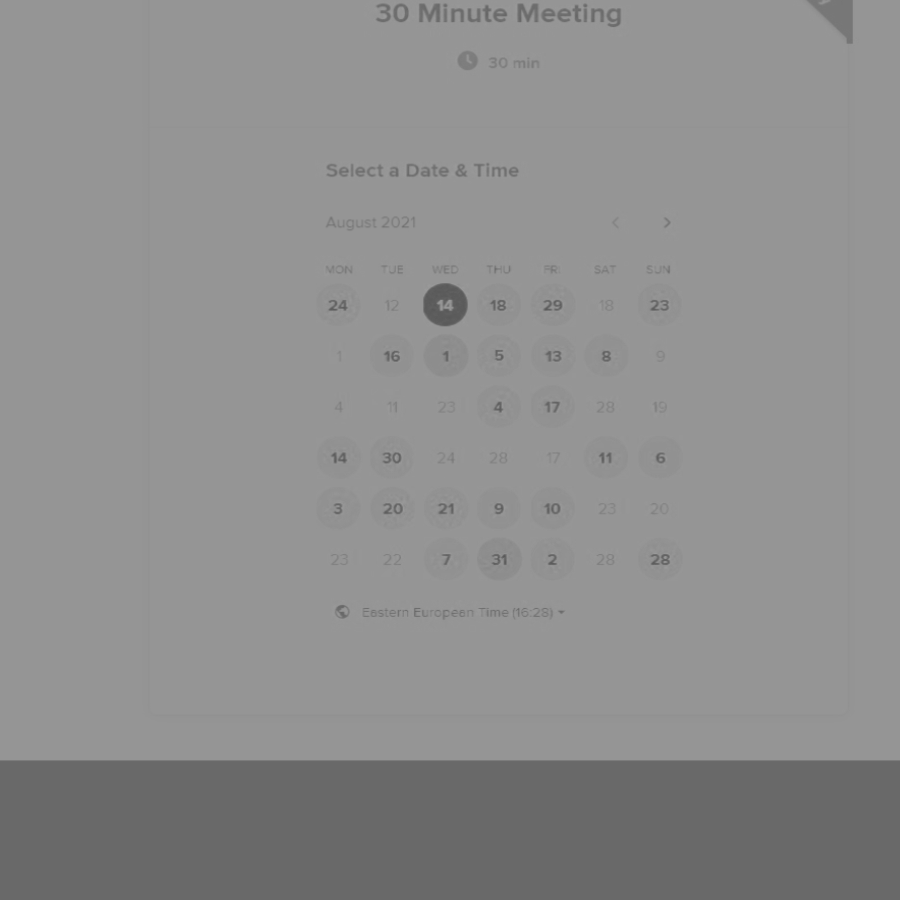 30 Minute Meeting
30 min
Select a Date & Time
August 2021
MON TUE WED THU FRI SAT SUN
24 12 14 18 29 18 23
1 16 1 5 13 8 9
4 11 23 4 17 28 19
14 30 24 28 17 11 6
3 20 21 9 10 23 20
23 22 7 31 2 28 28
Eastern European Time (16:28)